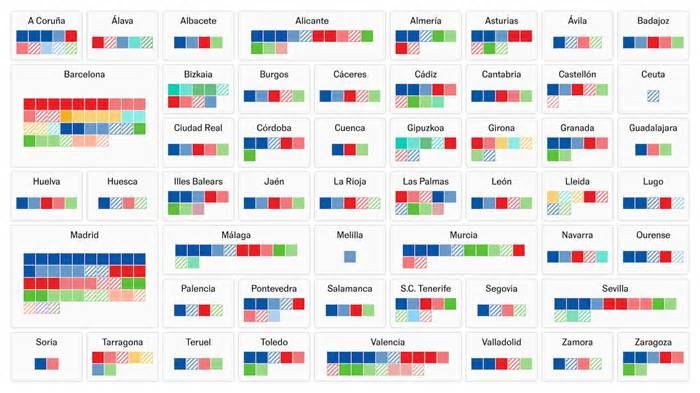 A Coruña
Álava
Albacete
Alicante
Almería
Asturias
Ávila
Badajoz
Barcelona
Bizkaia
Burgos
Cáceres
Cádiz
Cantabria
Castellón
Ceuta
Ciudad Real
Córdoba
Cuenca
Gipuzkoa
Girona
Granada
Guadalajara
Huelva
Huesca
Illes Balears
Jaén
La Rioja
Las Palmas
León
Lleida
Lugo
Madrid
Málaga
Melilla
Murcia
Navarra
Ourense
Palencia
Pontevedra
Salamanca
S.C. Tenerife
Segovia
Sevilla
Soria
Tarragona
Teruel
Toledo
Valencia
Valladolid
Zamora
Zaragoza